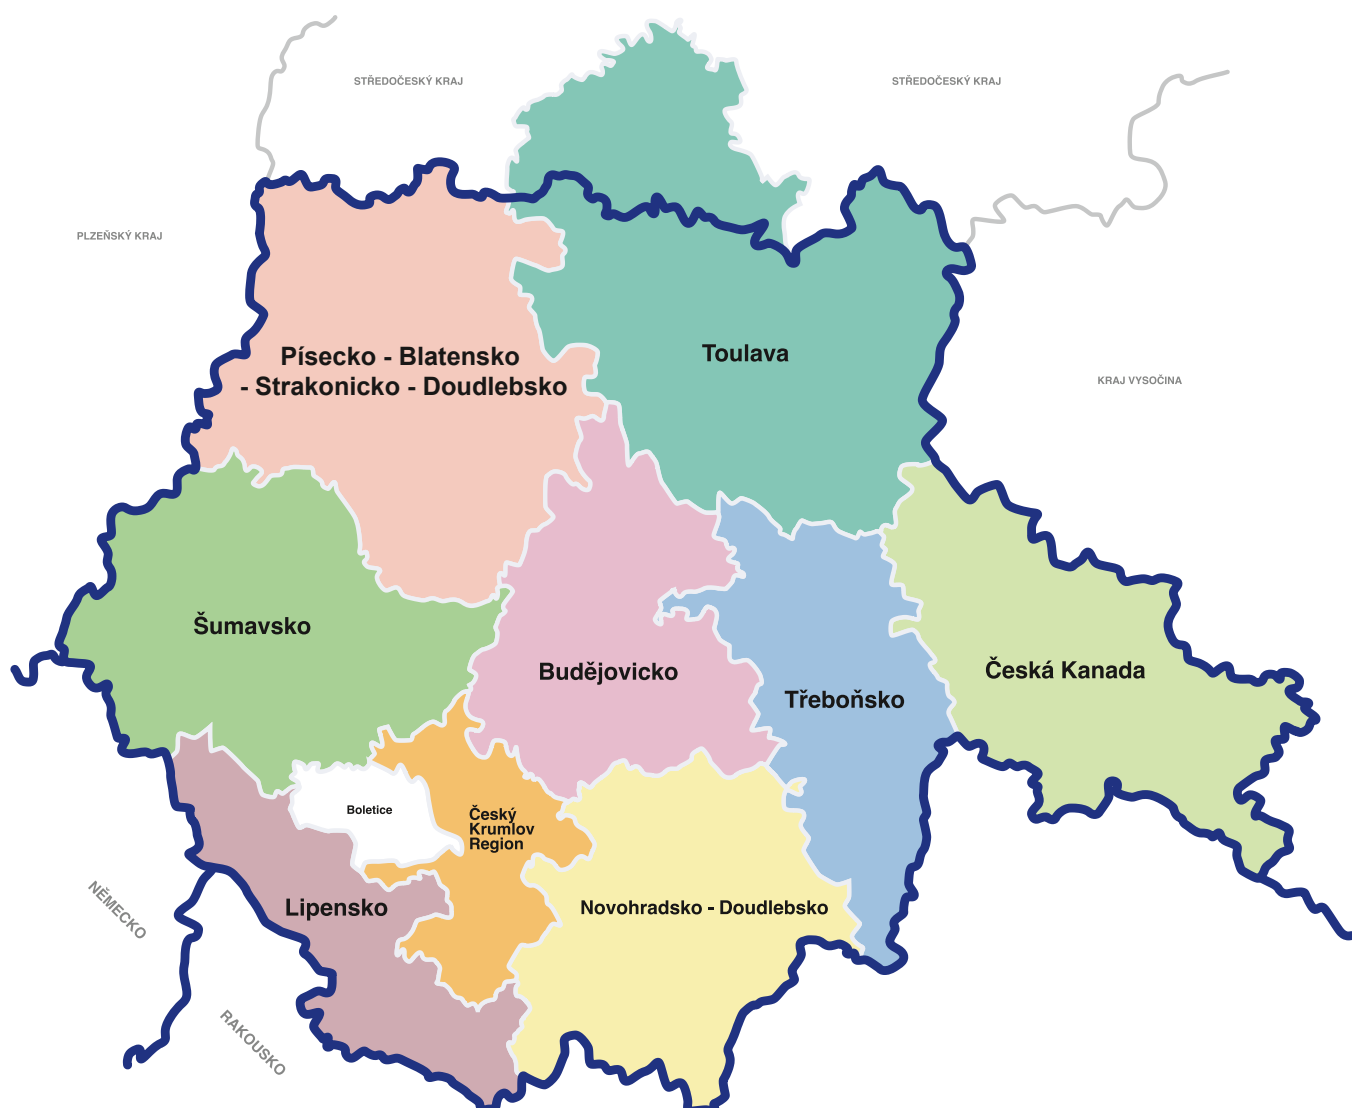 STŘEDOČESKÝ KRAJ
STŘEDOČESKÝ KRAJ
PLZEŇSKÝ KRAJ
Písecko - Blatensko
- Strakonicko - Doudlebsko
Toulava
KRAJ VYSOČINA
Šumavsko
Budějovicko
Třeboňsko
Česká Kanada
Boletice
Český
Krumlov
Region
Lipensko
Novohradsko - Doudlebsko
NĚMECKO
RAKOUSKO